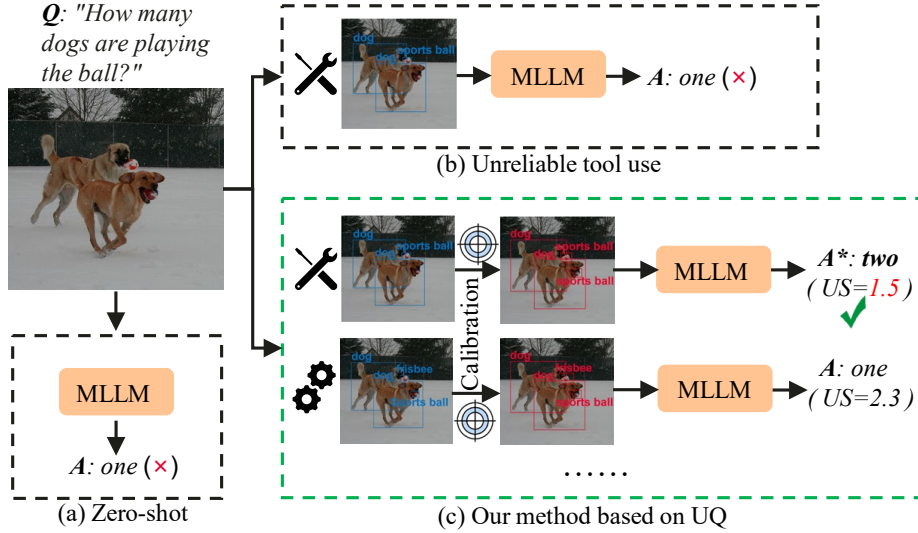 Q: "How many
dogs are playing
the ball?"
MLLM
A: one (×)
(a) Zero-shot
dog
dog
sports ball
MLLM
A: one (×)
(b) Unreliable tool use
dog
dog
sports ball
Calibration
dog
dog
sports ball
sports ball
MLLM
A*: two
( US=1.5 )
dog
frisbee
dog
sports ball
dog
frisbee
dog
sports ball
MLLM
A: one
( US=2.3 )
......
(c) Our method based on UQ